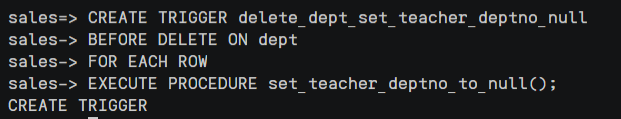 sales=> CREATE TRIGGER delete_dept_set_teacher_deptno_null
sales-> BEFORE DELETE ON dept
sales-> FOR EACH ROW
sales-> EXECUTE PROCEDURE set_teacher_deptno_to_null();
CREATE TRIGGER